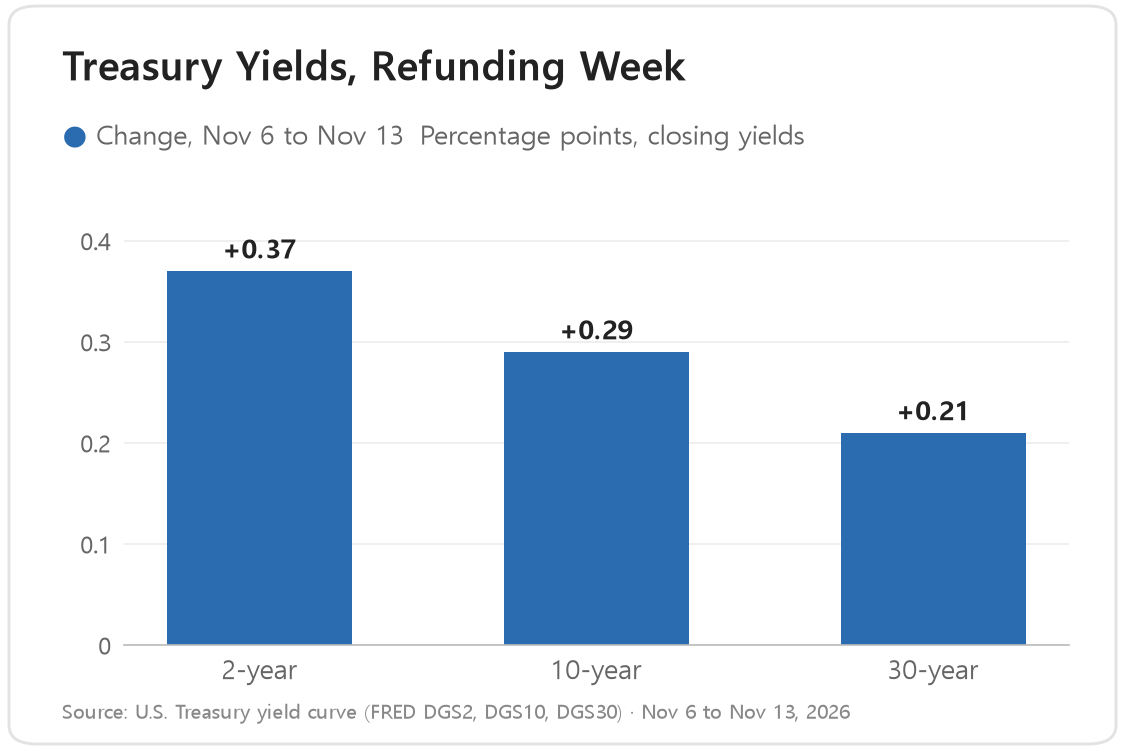 Treasury Yields, Refunding Week
Change, Nov 6 to Nov 13  Percentage points, closing yields
0.4
+0.37
+0.29
0.3
+0.21
0.2
0.1
0
2-year 10-year 30-year
Source: U.S. Treasury yield curve (FRED DGS2, DGS10, DGS30) · Nov 6 to Nov 13, 2026